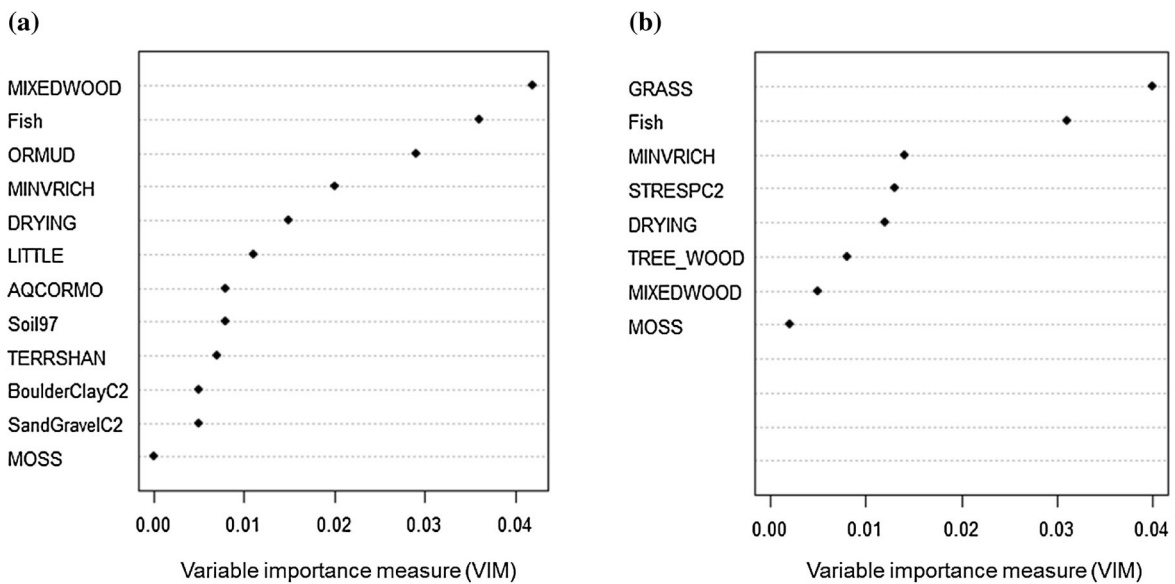 (a)
MIXEDWOOD
Fish
ORMUD
MINVRICH
DRYING
LITTLE
AQCORMO
Soil97
TERRSHAN
BoulderClayC2
SandGravelC2
MOSS
0.00 0.01 0.02 0.03 0.04
Variable importance measure (VIM)
(b)
GRASS
Fish
MINVRICH
STRESPC2
DRYING
TREE_WOOD
MIXEDWOOD
MOSS
0.00 0.01 0.02 0.03 0.04
Variable importance measure (VIM)